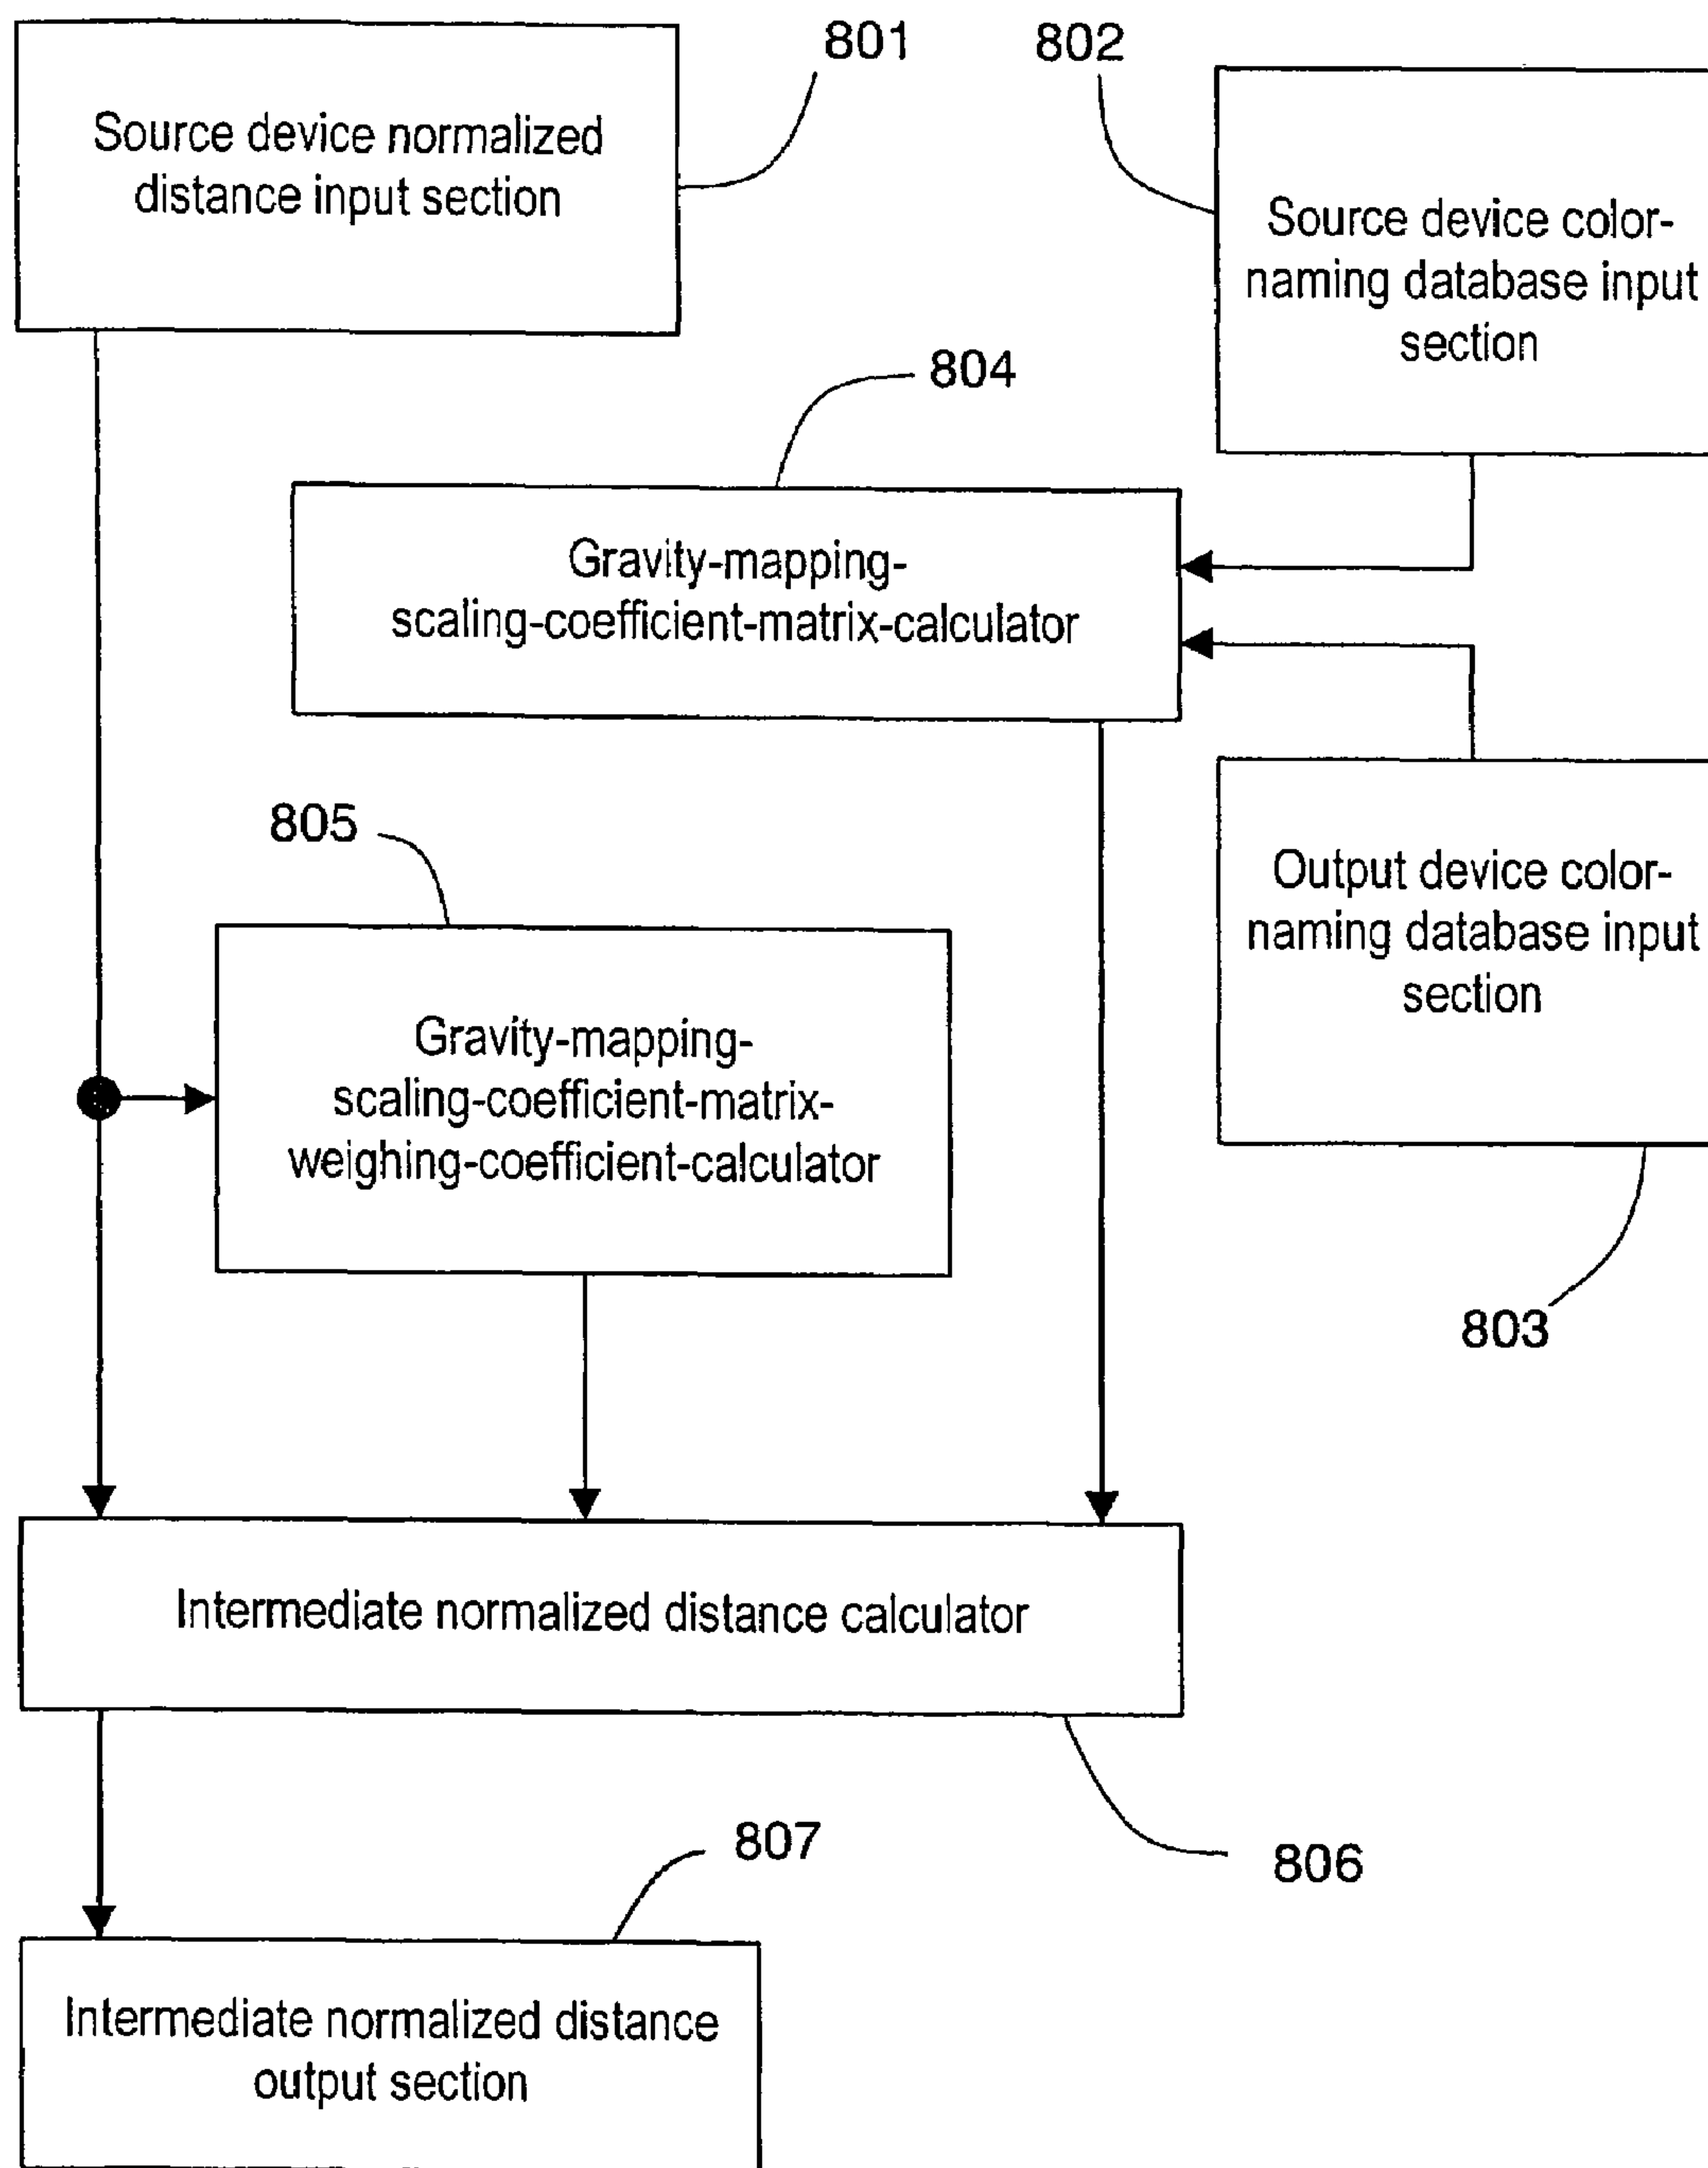 801
802
Source device normalized
distance input section
Source device color-
naming database input
section
804
Gravity-mapping-
scaling-coefficient-matrix-calculator
805
Output device color-
naming database input
section
Gravity-mapping-
scaling-coefficient-matrix-
weighing-coefficient-calculator
803
Intermediate normalized distance calculator
807
806
Intermediate normalized distance
output section